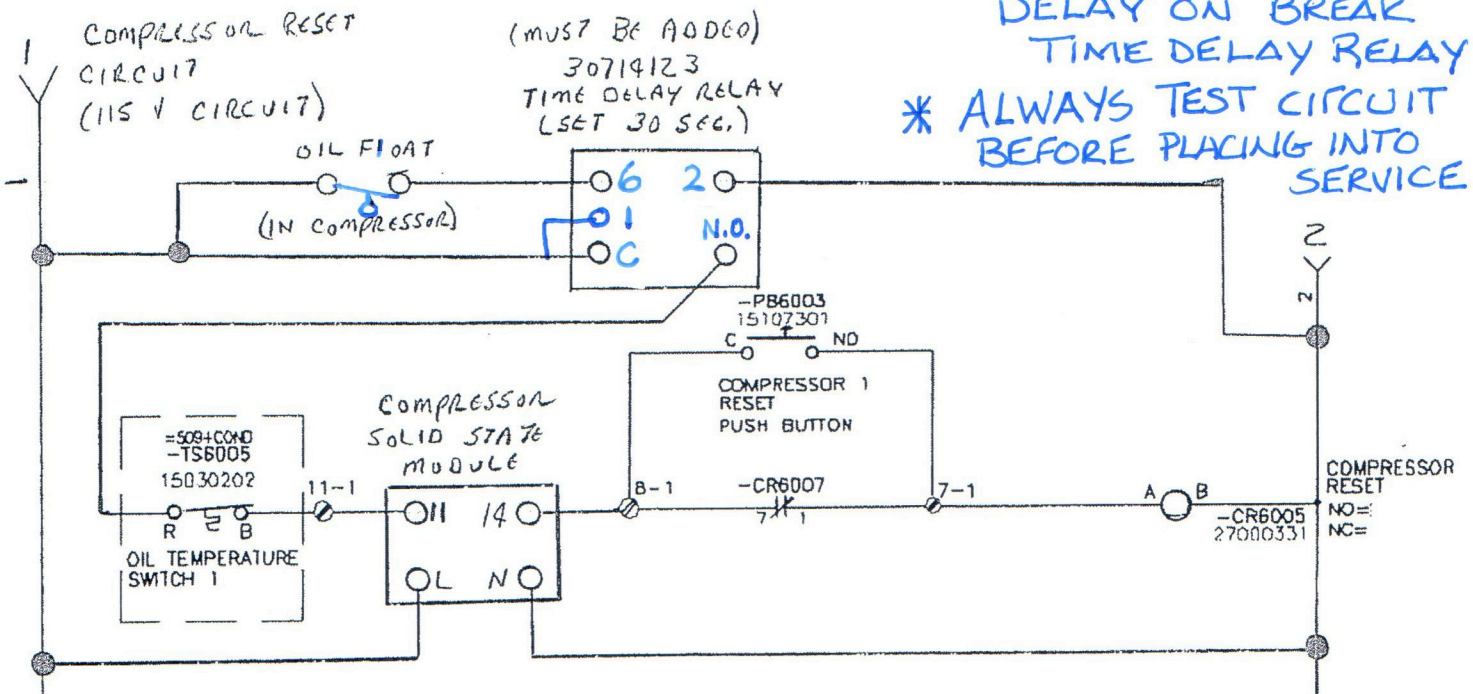 1
COMPRESSOR RESET
CIRCUIT
(115 V CIRCUIT)
(MUST BE ADDED)
30714123
TIME DELAY RELAY
(SET 30 SEC.)
DELAY ON BREAK
TIME DELAY RELAY
* ALWAYS TEST CIRCUIT
BEFORE PLACING INTO
SERVICE
1
OIL FLOAT
(IN COMPRESSOR)
6 2
1 N.O.
C
2
2
-PB6003
15107301
C NO
COMPRESSOR 1
RESET
PUSH BUTTON
COMPRESSOR
SOLID STATE
MODULE
=S09+COND
-TS6005
15030202
R B
OIL TEMPERATURE
SWITCH 1
11-1
11 14
L N
8-1
-CR6007
7 1
7-1
A B
-CR6005
27000331
COMPRESSOR
RESET
NO=
NC=